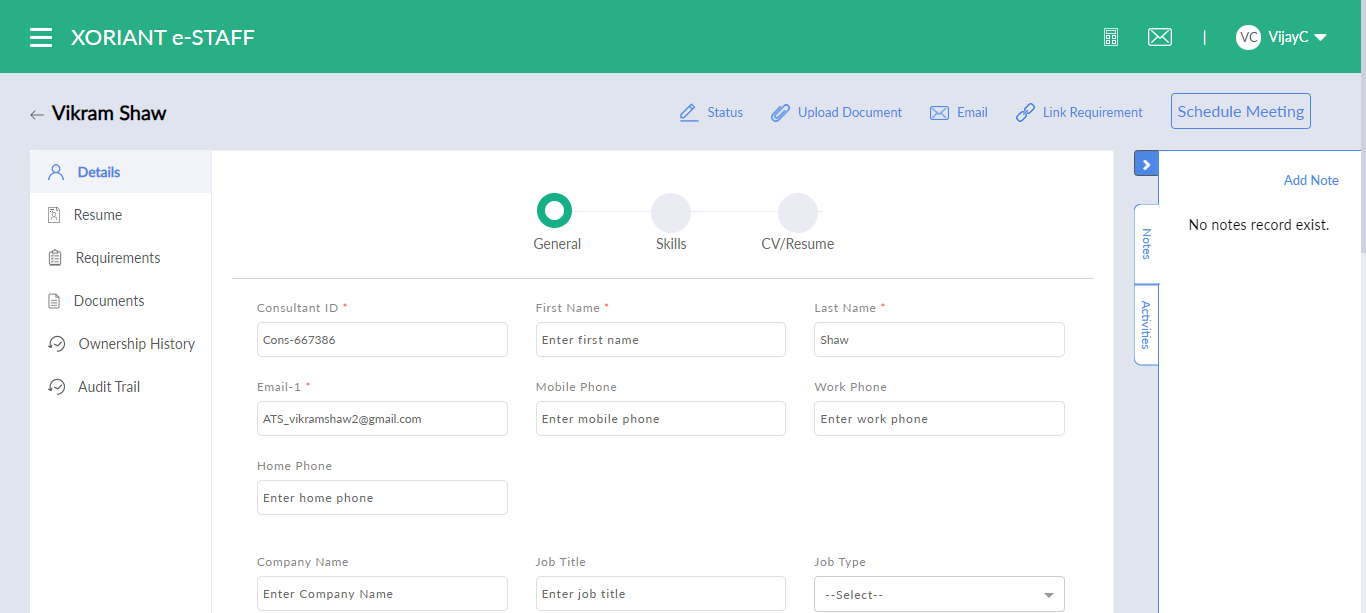 XORIANT e-STAFF
| VC VijayC
Vikram Shaw
Status Upload Document Email Link Requirement Schedule Meeting
Details
Resume
Requirements
Documents
Ownership History
Audit Trail
General Skills CV/Resume
Consultant ID * First Name * Last Name *
Cons-667386 Enter first name Shaw
Email-1 * Mobile Phone Work Phone
ATS_vikramshaw2@gmail.com Enter mobile phone Enter work phone
Home Phone
Enter home phone
Company Name Job Title Job Type
Enter Company Name Enter job title --Select--
Notes
Activities
Add Note
No notes record exist.